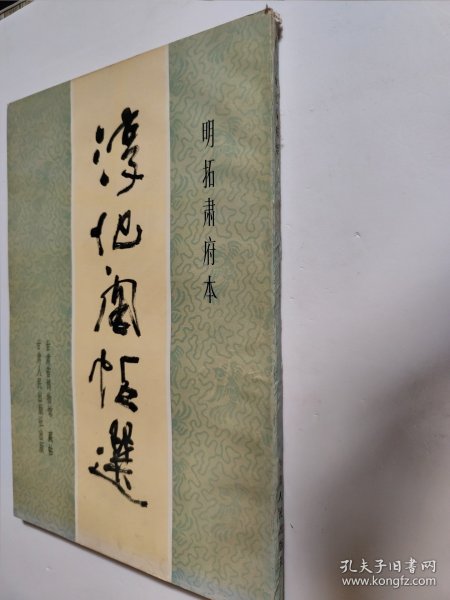 明拓肃府本
淳化阁帖選
甘肃省博物馆 藏帖
甘肃人民出版社出版
孔夫子旧书网
www.kongfz.com